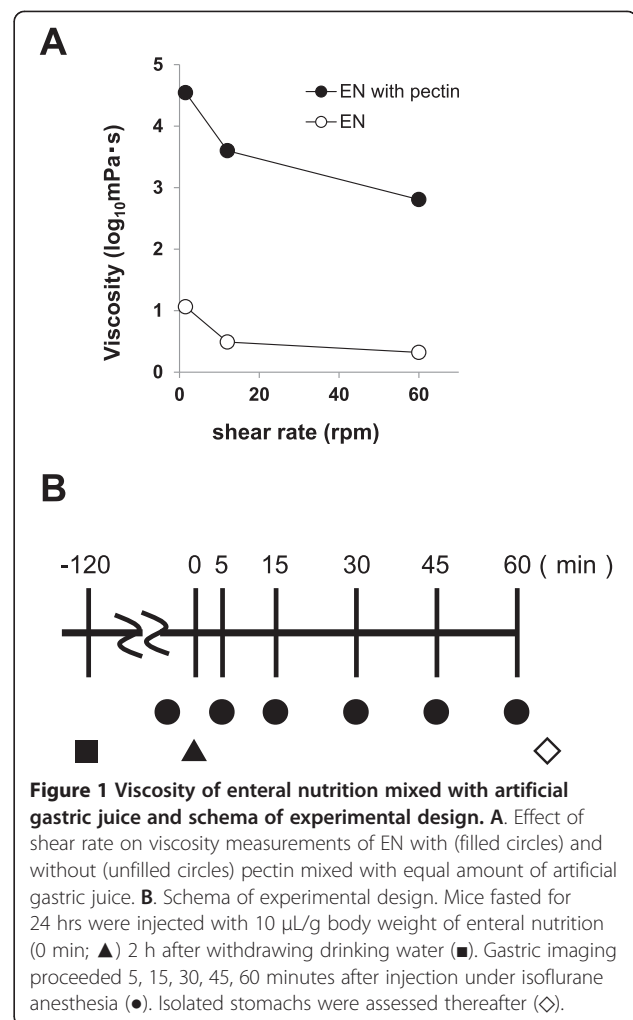 A
5
4
3
2
1
0
Viscosity (log10mPa·s)
EN with pectin
EN
0 20 40 60
shear rate (rpm)
B
-120 0 5 15 30 45 60 ( min )
Figure 1 Viscosity of enteral nutrition mixed with artificial
gastric juice and schema of experimental design. A. Effect of
shear rate on viscosity measurements of EN with (filled circles) and
without (unfilled circles) pectin mixed with equal amount of artificial
gastric juice. B. Schema of experimental design. Mice fasted for
24 hrs were injected with 10 μL/g body weight of enteral nutrition
(0 min; ▲) 2 h after withdrawing drinking water (■). Gastric imaging
proceeded 5, 15, 30, 45, 60 minutes after injection under isoflurane
anesthesia (●). Isolated stomachs were assessed thereafter (◇).